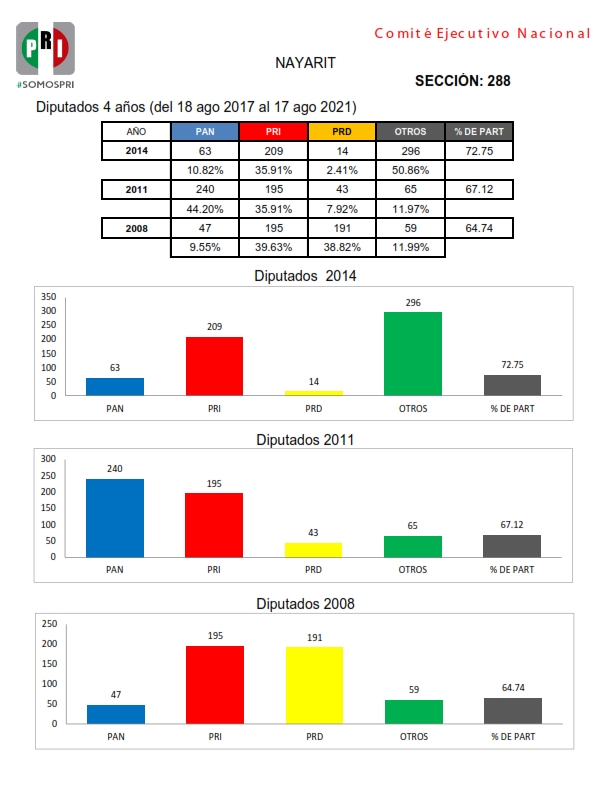 Comité Ejecutivo Nacional
PRI
#SOMOSPRI
NAYARIT
SECCIÓN: 288
Diputados 4 años (del 18 ago 2017 al 17 ago 2021)
AÑO PAN PRI PRD OTROS % DE PART
2014 63 209 14 296 72.75
10.82% 35.91% 2.41% 50.86%
2011 240 195 43 65 67.12
44.20% 35.91% 7.92% 11.97%
2008 47 195 191 59 64.74
9.55% 39.63% 38.82% 11.99%
Diputados 2014
350
300
250
200
150
100
50
0
63 209 14 296 72.75
PAN PRI PRD OTROS % DE PART
Diputados 2011
300
250
200
150
100
50
0
240 195 43 65 67.12
PAN PRI PRD OTROS % DE PART
Diputados 2008
250
200
150
100
50
0
47 195 191 59 64.74
PAN PRI PRD OTROS % DE PART